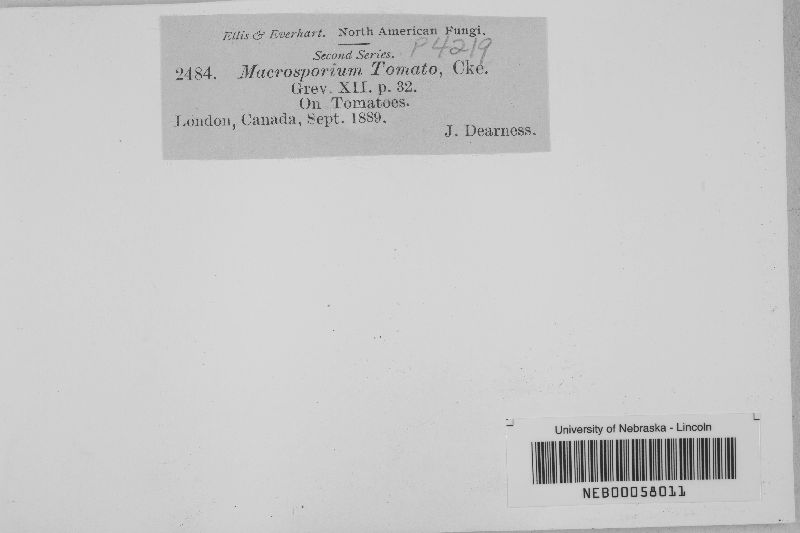 Ellis & Everhart. North American Fungi.
P4219
Second Series.
2484. Macrosporium Tomato, Cke.
Grev. XII. p. 32.
On Tomatoes.
London, Canada, Sept. 1889.
J. Dearness.
University of Nebraska - Lincoln
NEB00058011